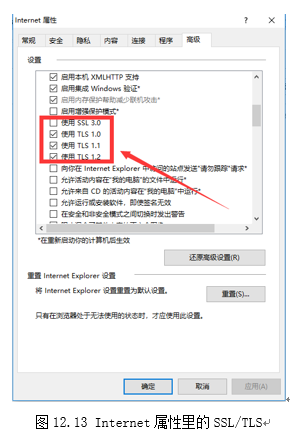 Internet 属性
常规 安全 隐私 内容 连接 程序 高级
设置
启用本机 XMLHTTP 支持
启用集成 Windows 验证*
启用内存保护帮助减少联机攻击*
启用增强保护模式*
使用 SSL 3.0
使用 TLS 1.0
使用 TLS 1.1
使用 TLS 1.2
向你在 Internet Explorer 中访问的站点发送"请勿跟踪"请求*
允许活动内容在"我的电脑"的文件中运行*
允许来自 CD 的活动内容在"我的电脑"中运行*
允许运行或安装软件，即使签名无效
在安全和非安全模式之间切换时发出警告
*在重新启动你的计算机后生效
还原高级设置(R)
重置 Internet Explorer 设置
将 Internet Explorer 设置重置为默认设置。
重置(S)...
只有在浏览器处于无法使用的状态时，才应使用此设置。
确定 取消 应用(A)
图 12.13 Internet 属性里的 SSL/TLS